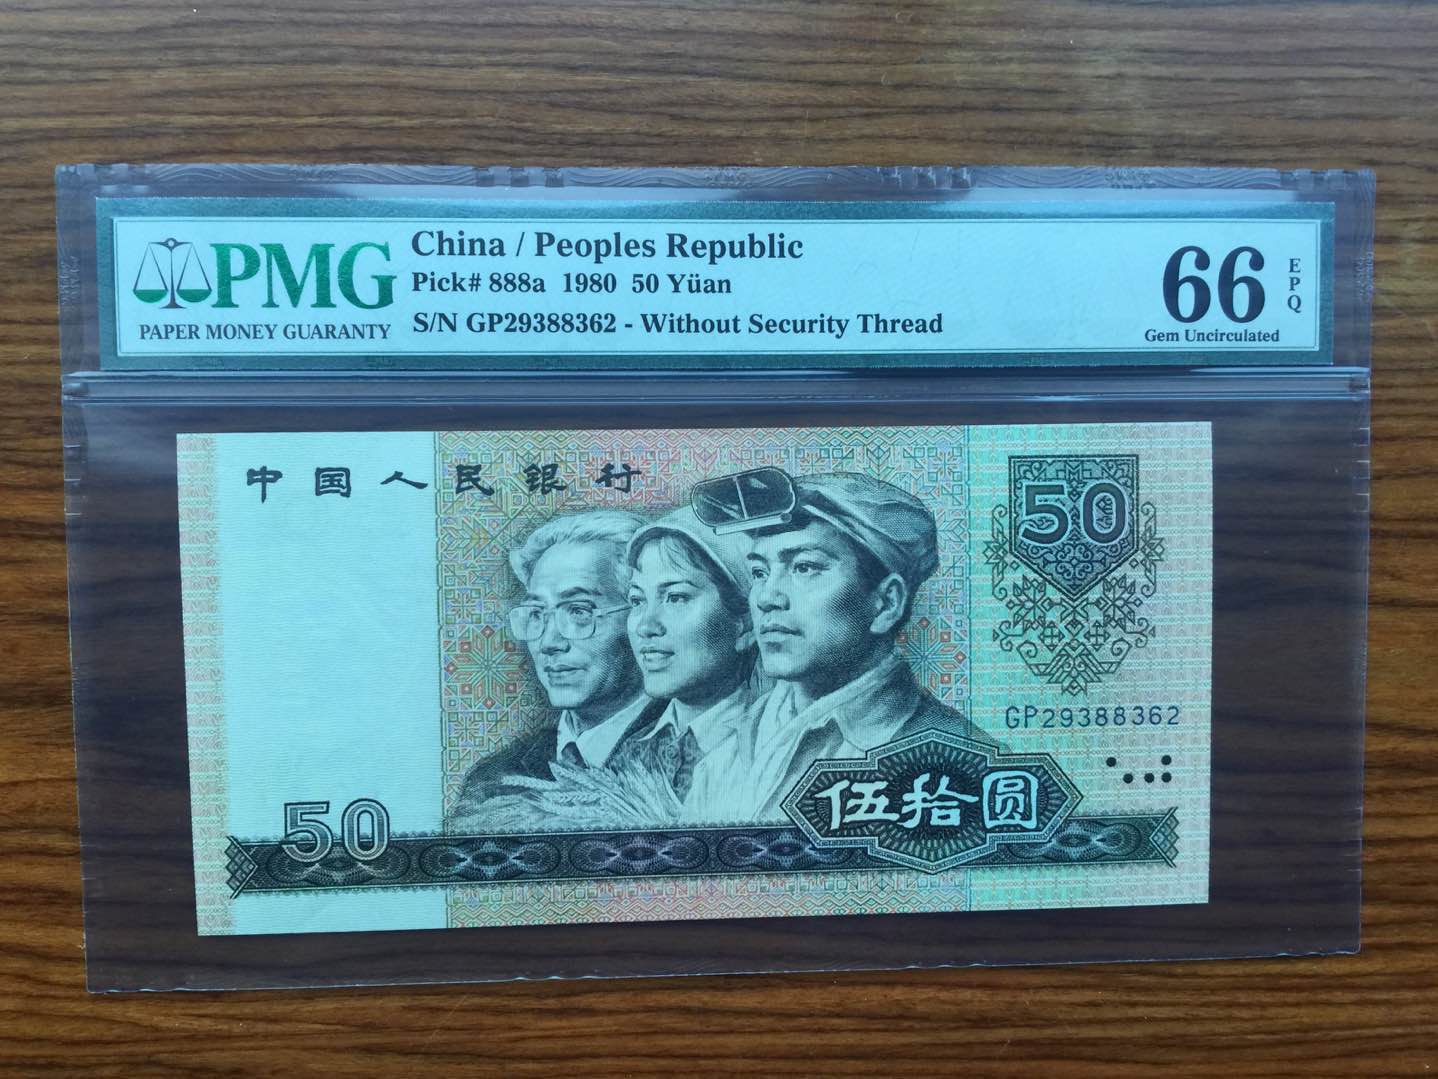 PMG
PAPER MONEY GUARANTY
China / Peoples Republic
Pick# 888a 1980 50 Yüan
S/N GP29388362 - Without Security Thread
66
EPQ
Gem Uncirculated
中国人民银行
50
GP29388362
伍拾圆
50